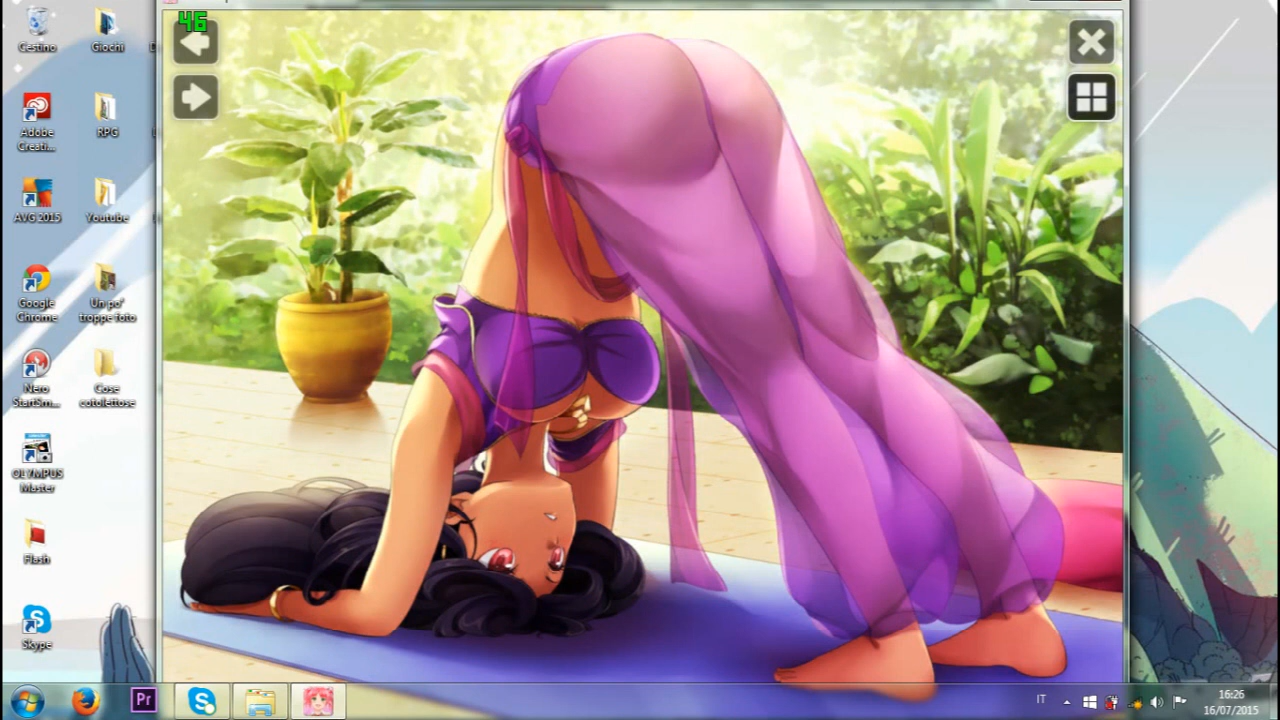 46
Cestino
Giochi
Adobe
Creati...
RPG
AVG 2015
Youtube
Google
Chrome
Un po'
troppe foto
Nero
StartSm...
Cose
cotolettose
OLYMPUS
Master
Flash
Skype
Pr
IT
16:26
16/07/2015